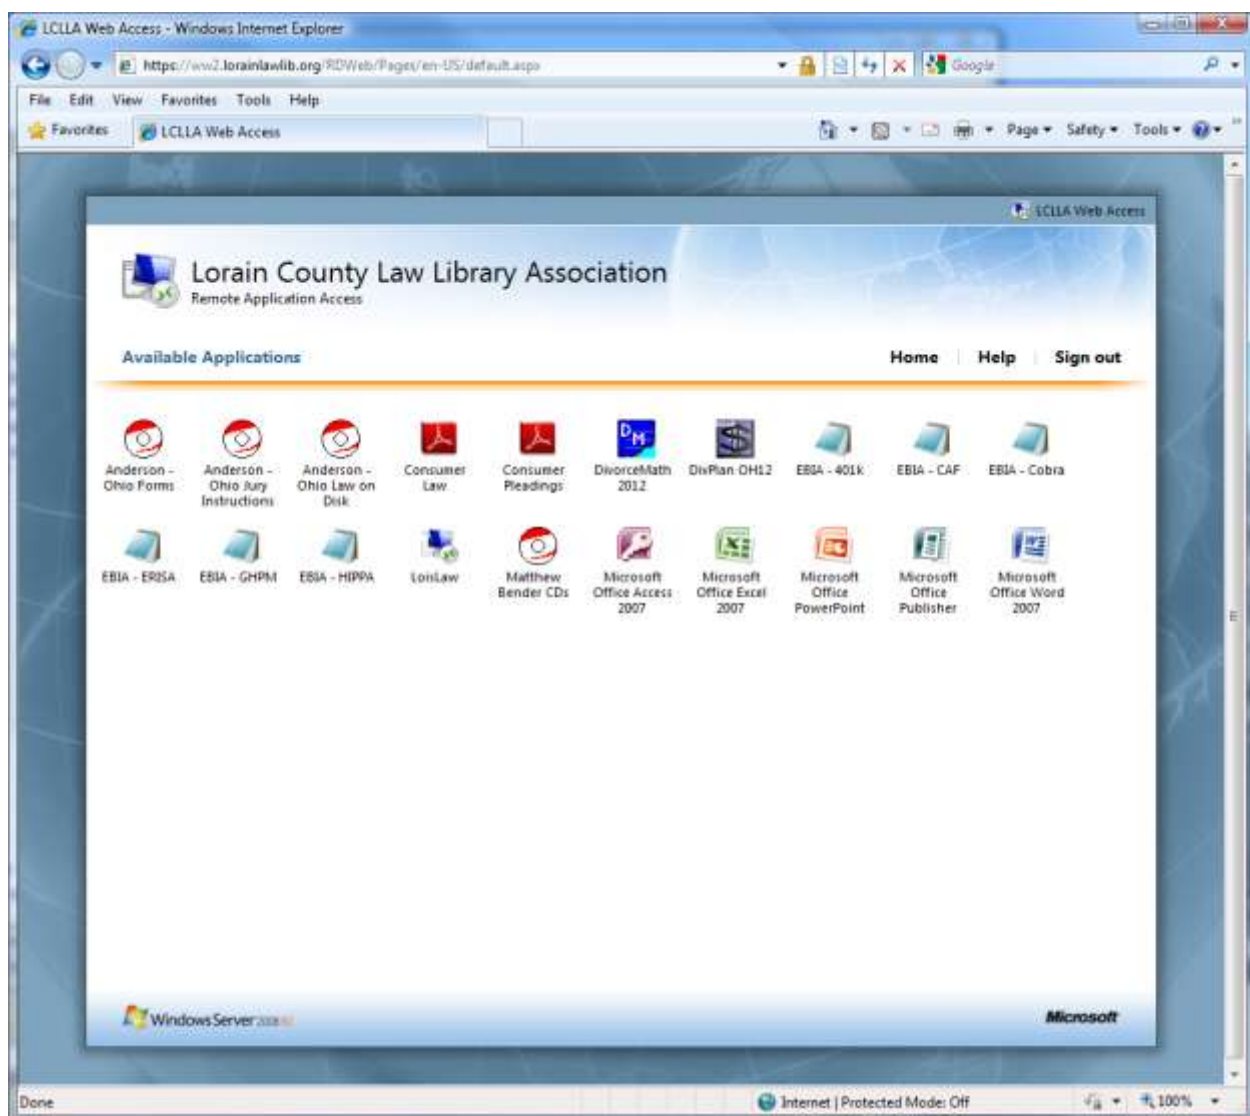 LCLLA Web Access - Windows Internet Explorer
https://ww2.lorainlawlib.org/RDWeb/Pages/en-US/default.aspx
Google
File Edit View Favorites Tools Help
Favorites LCLLA Web Access Page Safety Tools
LCLLA Web Access
Lorain County Law Library Association
Remote Application Access
Available Applications Home Help Sign out
Anderson - Ohio Forms
Anderson - Ohio Jury Instructions
Anderson - Ohio Law on Disk
Consumer Law
Consumer Pleadings
DivorceMath 2012
DivPlan OH12
EBIA - 401k
EBIA - CAF
EBIA - Cobra
EBIA - ERISA
EBIA - GHPM
EBIA - HIPPA
LoisLaw
Matthew Bender CDs
Microsoft Office Access 2007
Microsoft Office Excel 2007
Microsoft Office PowerPoint
Microsoft Office Publisher
Microsoft Office Word 2007
Windows Server 2008 Microsoft
Done Internet | Protected Mode: Off 100%